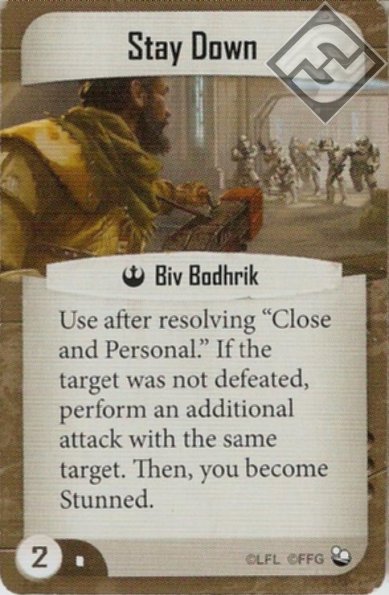 Stay Down
Biv Bodhrik
Use after resolving “Close
and Personal.” If the
target was not defeated,
perform an additional
attack with the same
target. Then, you become
Stunned.
2
©LFL ©FFG